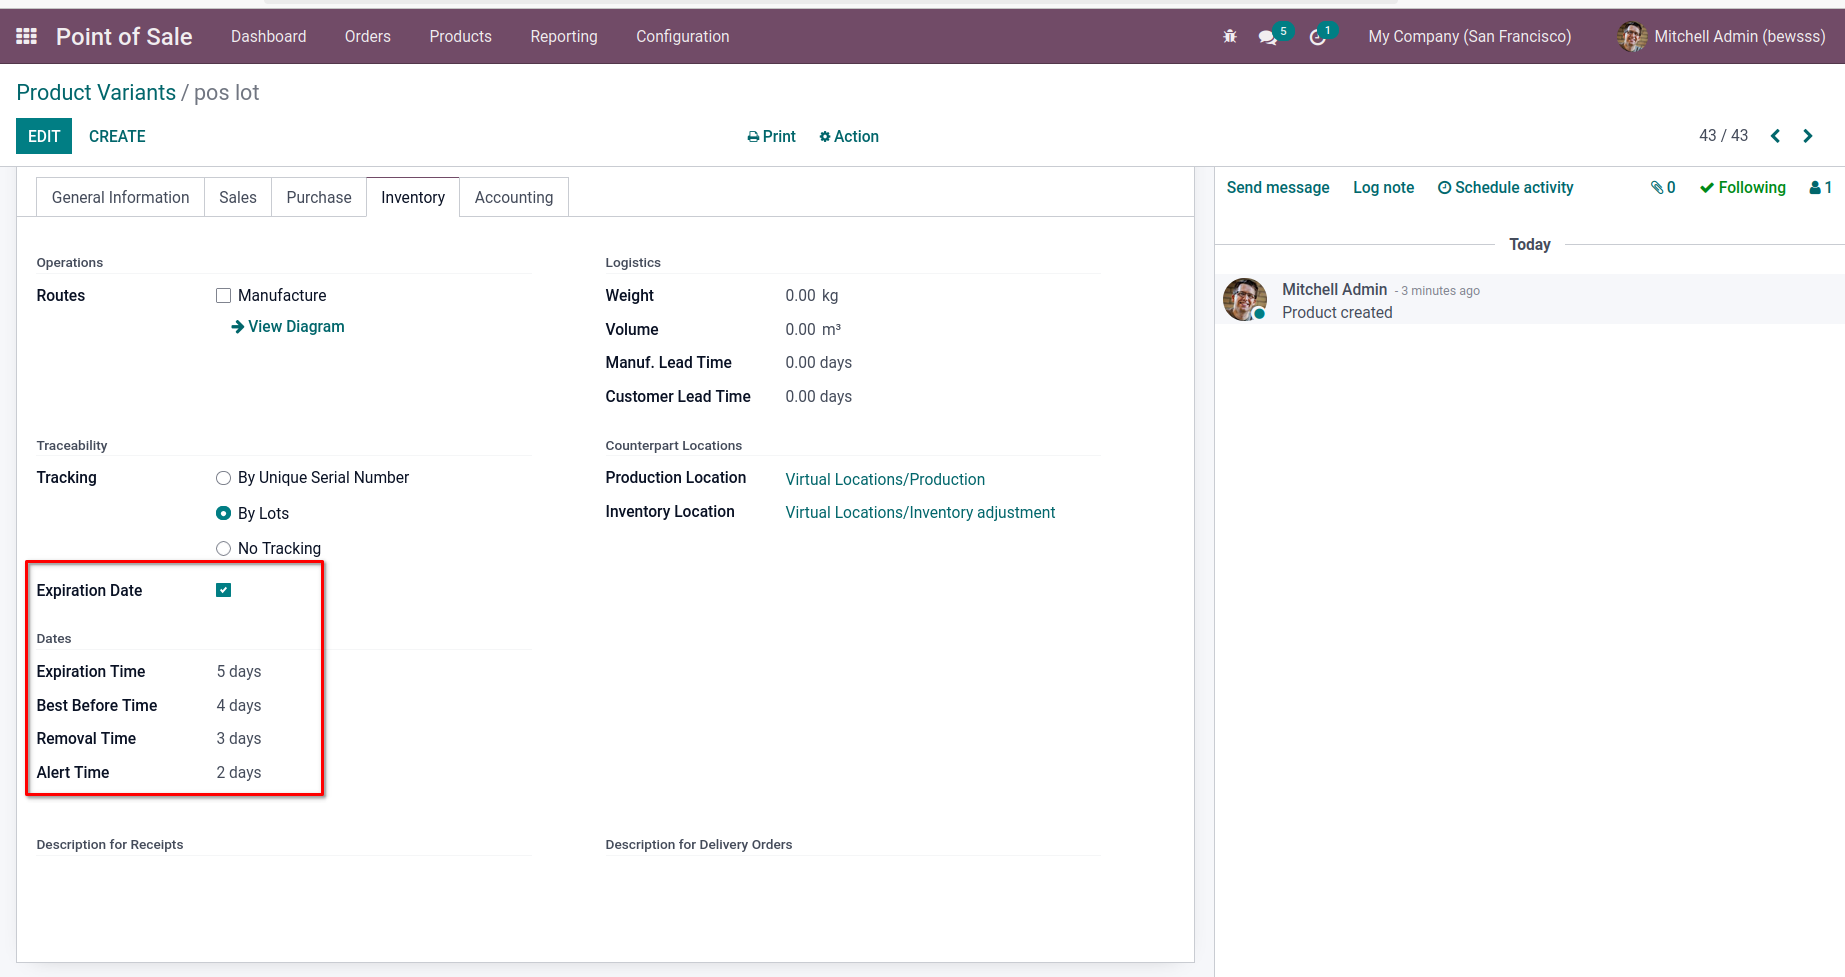 Point of Sale Dashboard Orders Products Reporting Configuration 5 1 My Company (San Francisco) Mitchell Admin (bewsss)
Product Variants / pos lot
EDIT CREATE Print Action 43 / 43
General Information Sales Purchase Inventory Accounting
Operations
Routes Manufacture
View Diagram
Logistics
Weight 0.00 kg
Volume 0.00 m³
Manuf. Lead Time 0.00 days
Customer Lead Time 0.00 days
Traceability
Tracking By Unique Serial Number
By Lots
No Tracking
Expiration Date
Counterpart Locations
Production Location Virtual Locations/Production
Inventory Location Virtual Locations/Inventory adjustment
Dates
Expiration Time 5 days
Best Before Time 4 days
Removal Time 3 days
Alert Time 2 days
Description for Receipts
Description for Delivery Orders
Send message Log note Schedule activity 0 Following 1
Today
Mitchell Admin - 3 minutes ago
Product created